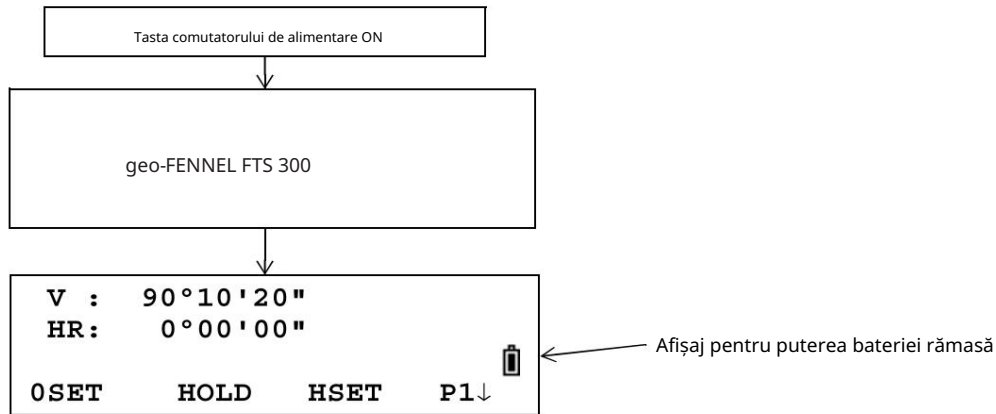 Tasta comutatorului de alimentare ON
geo-FENNEL FTS 300
V : 90°10'20"
HR: 0°00'00"
Afișaj pentru puterea bateriei rămasă
0SET HOLD HSET P1↓